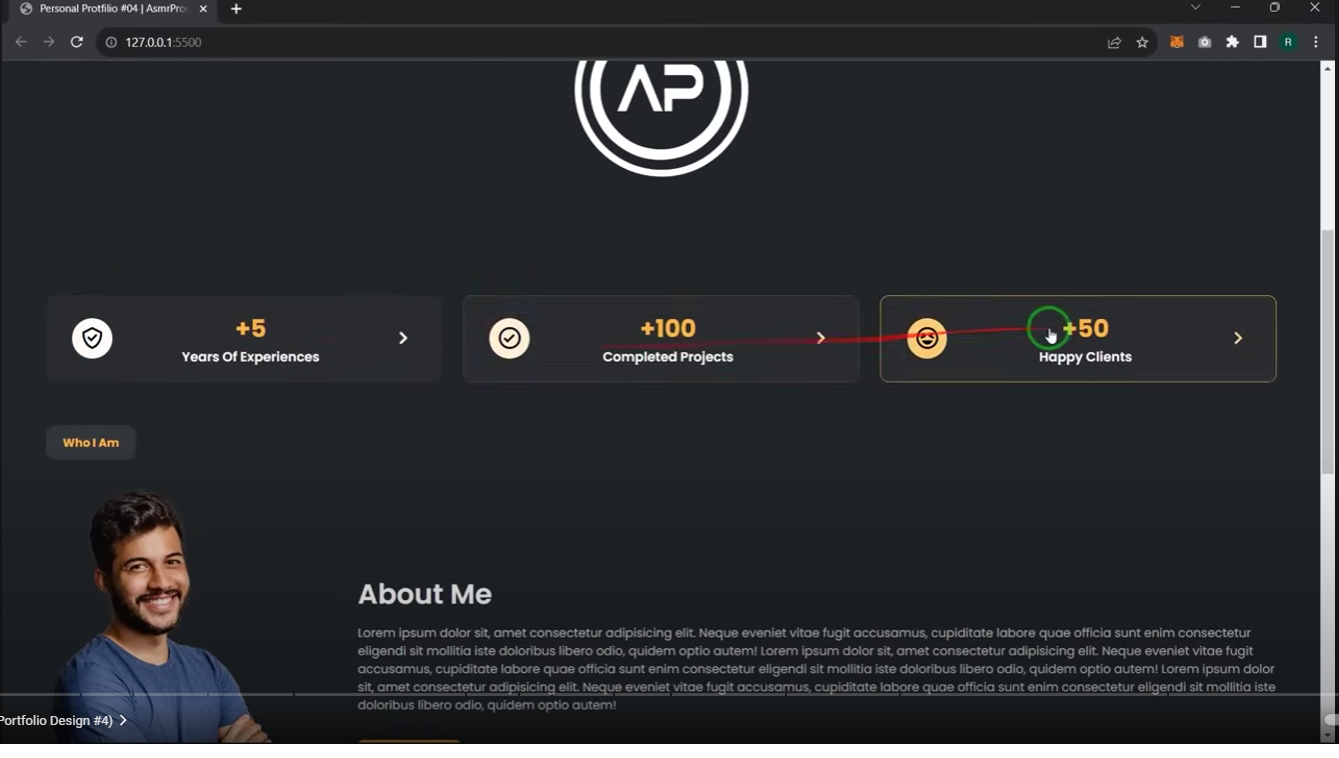 Personal Protfilio #04 | AsmrPro
127.0.0.1:5500
R
AP
+5
Years Of Experiences
+100
Completed Projects
+50
Happy Clients
Who I Am
About Me
Lorem ipsum dolor sit, amet consectetur adipisicing elit. Neque eveniet vitae fugit accusamus, cupiditate labore quae officia sunt enim consectetur
eligendi sit mollitia iste doloribus libero odio, quidem optio autem! Lorem ipsum dolor sit, amet consectetur adipisicing elit. Neque eveniet vitae fugit
accusamus, cupiditate labore quae officia sunt enim consectetur eligendi sit mollitia iste doloribus libero odio, quidem optio autem! Lorem ipsum dolor
sit, amet consectetur adipisicing elit. Neque eveniet vitae fugit accusamus, cupiditate labore quae officia sunt enim consectetur eligendi sit mollitia iste
doloribus libero odio, quidem optio autem!
Portfolio Design #4)